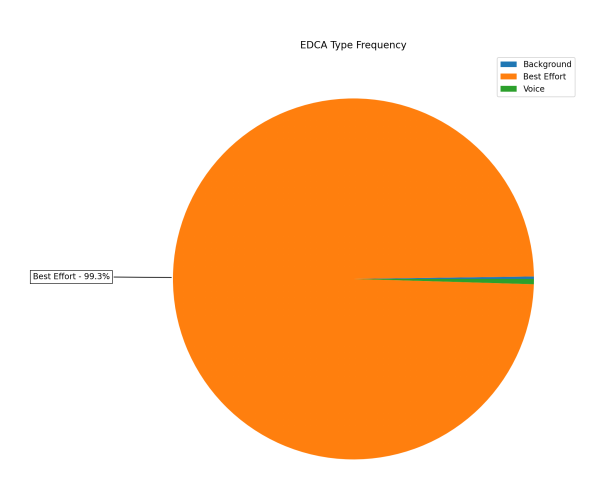 EDCA Type Frequency
Background
Best Effort
Voice
Best Effort - 99.3%